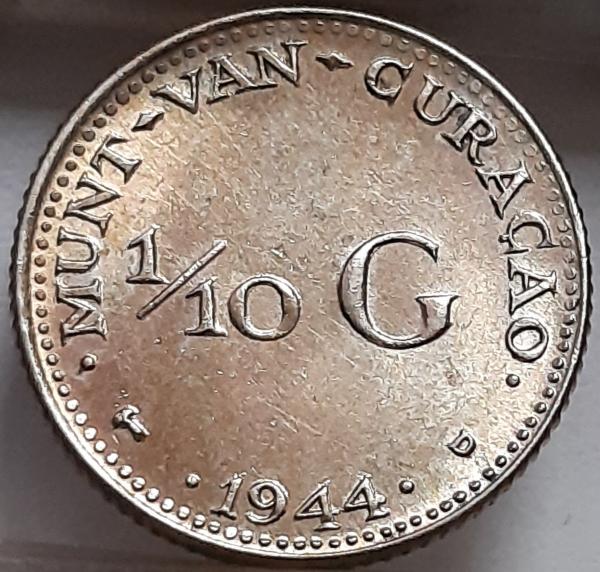 ·MUNT-VAN-CURAÇAO·
1/10 G
D
·1944·